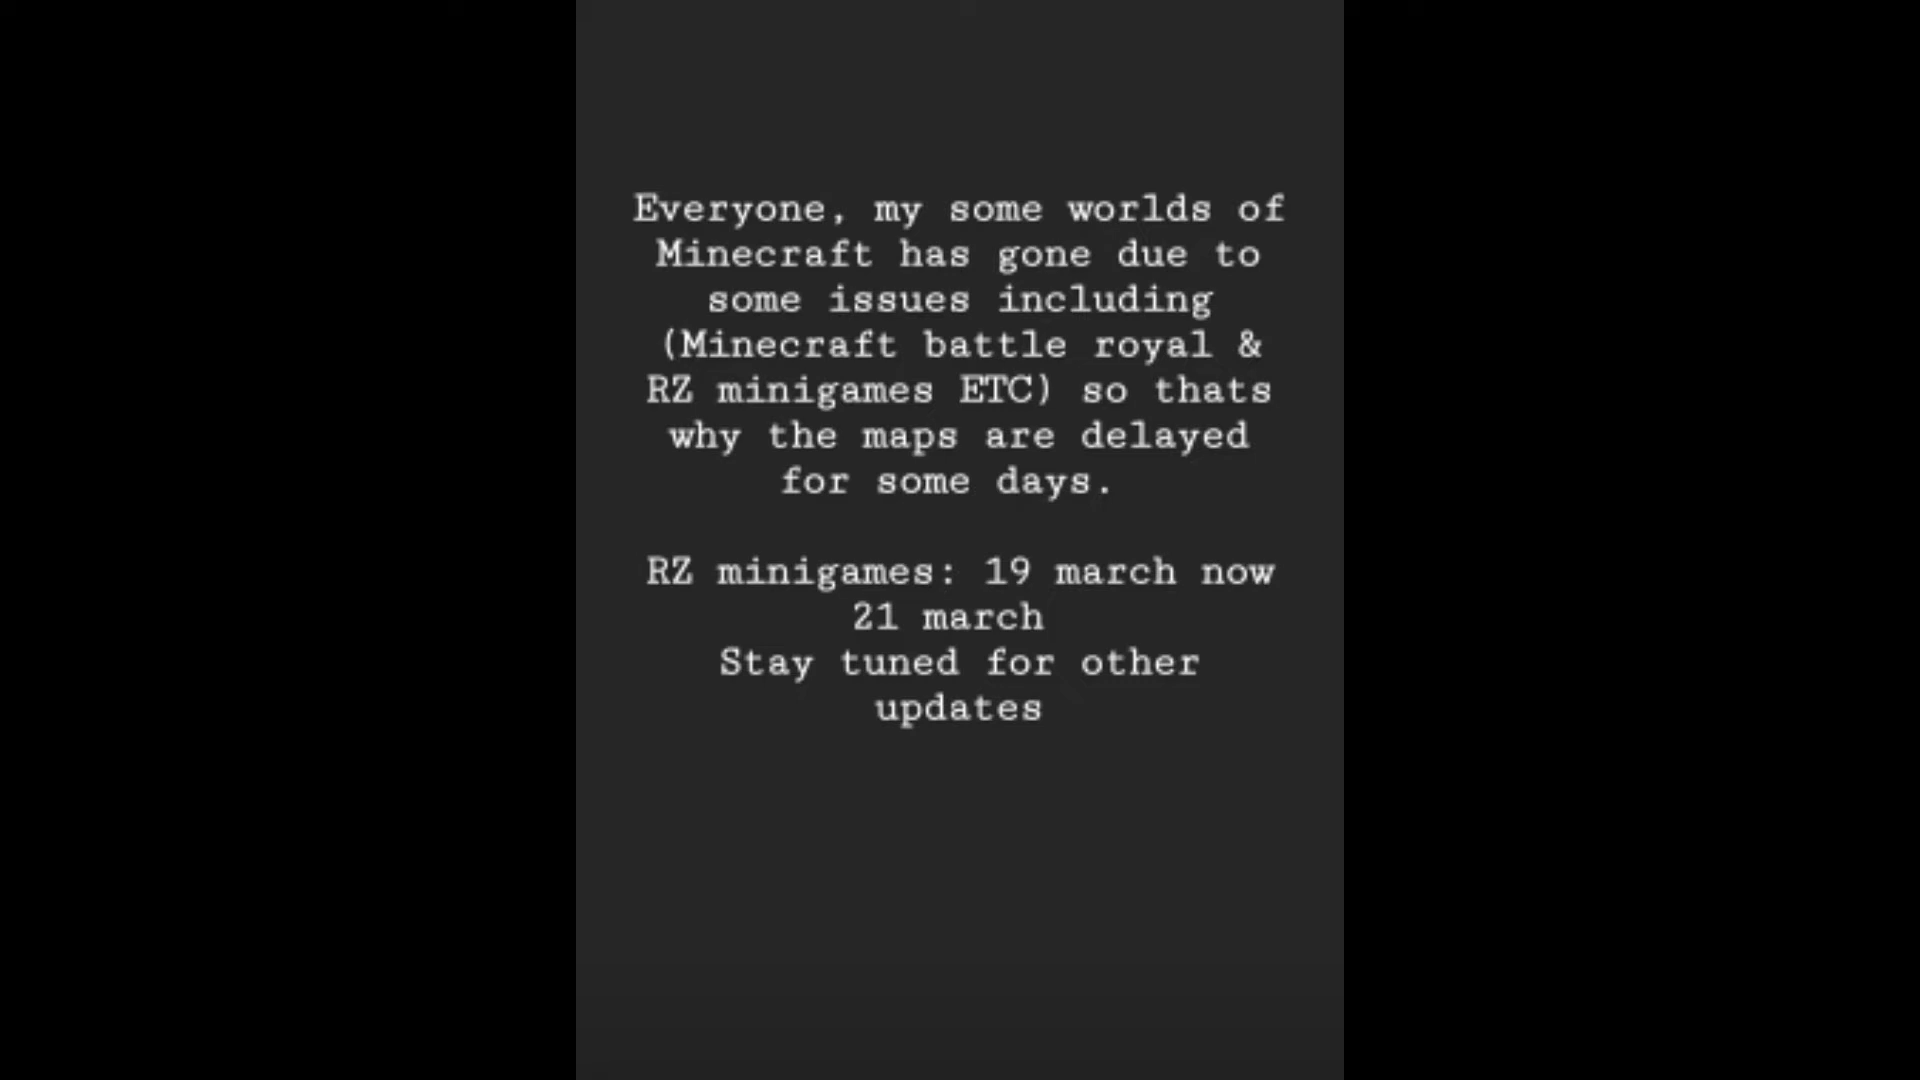 Everyone, my some worlds of
Minecraft has gone due to
some issues including
(Minecraft battle royal &
RZ minigames ETC) so thats
why the maps are delayed
for some days.
RZ minigames: 19 march now
21 march
Stay tuned for other
updates